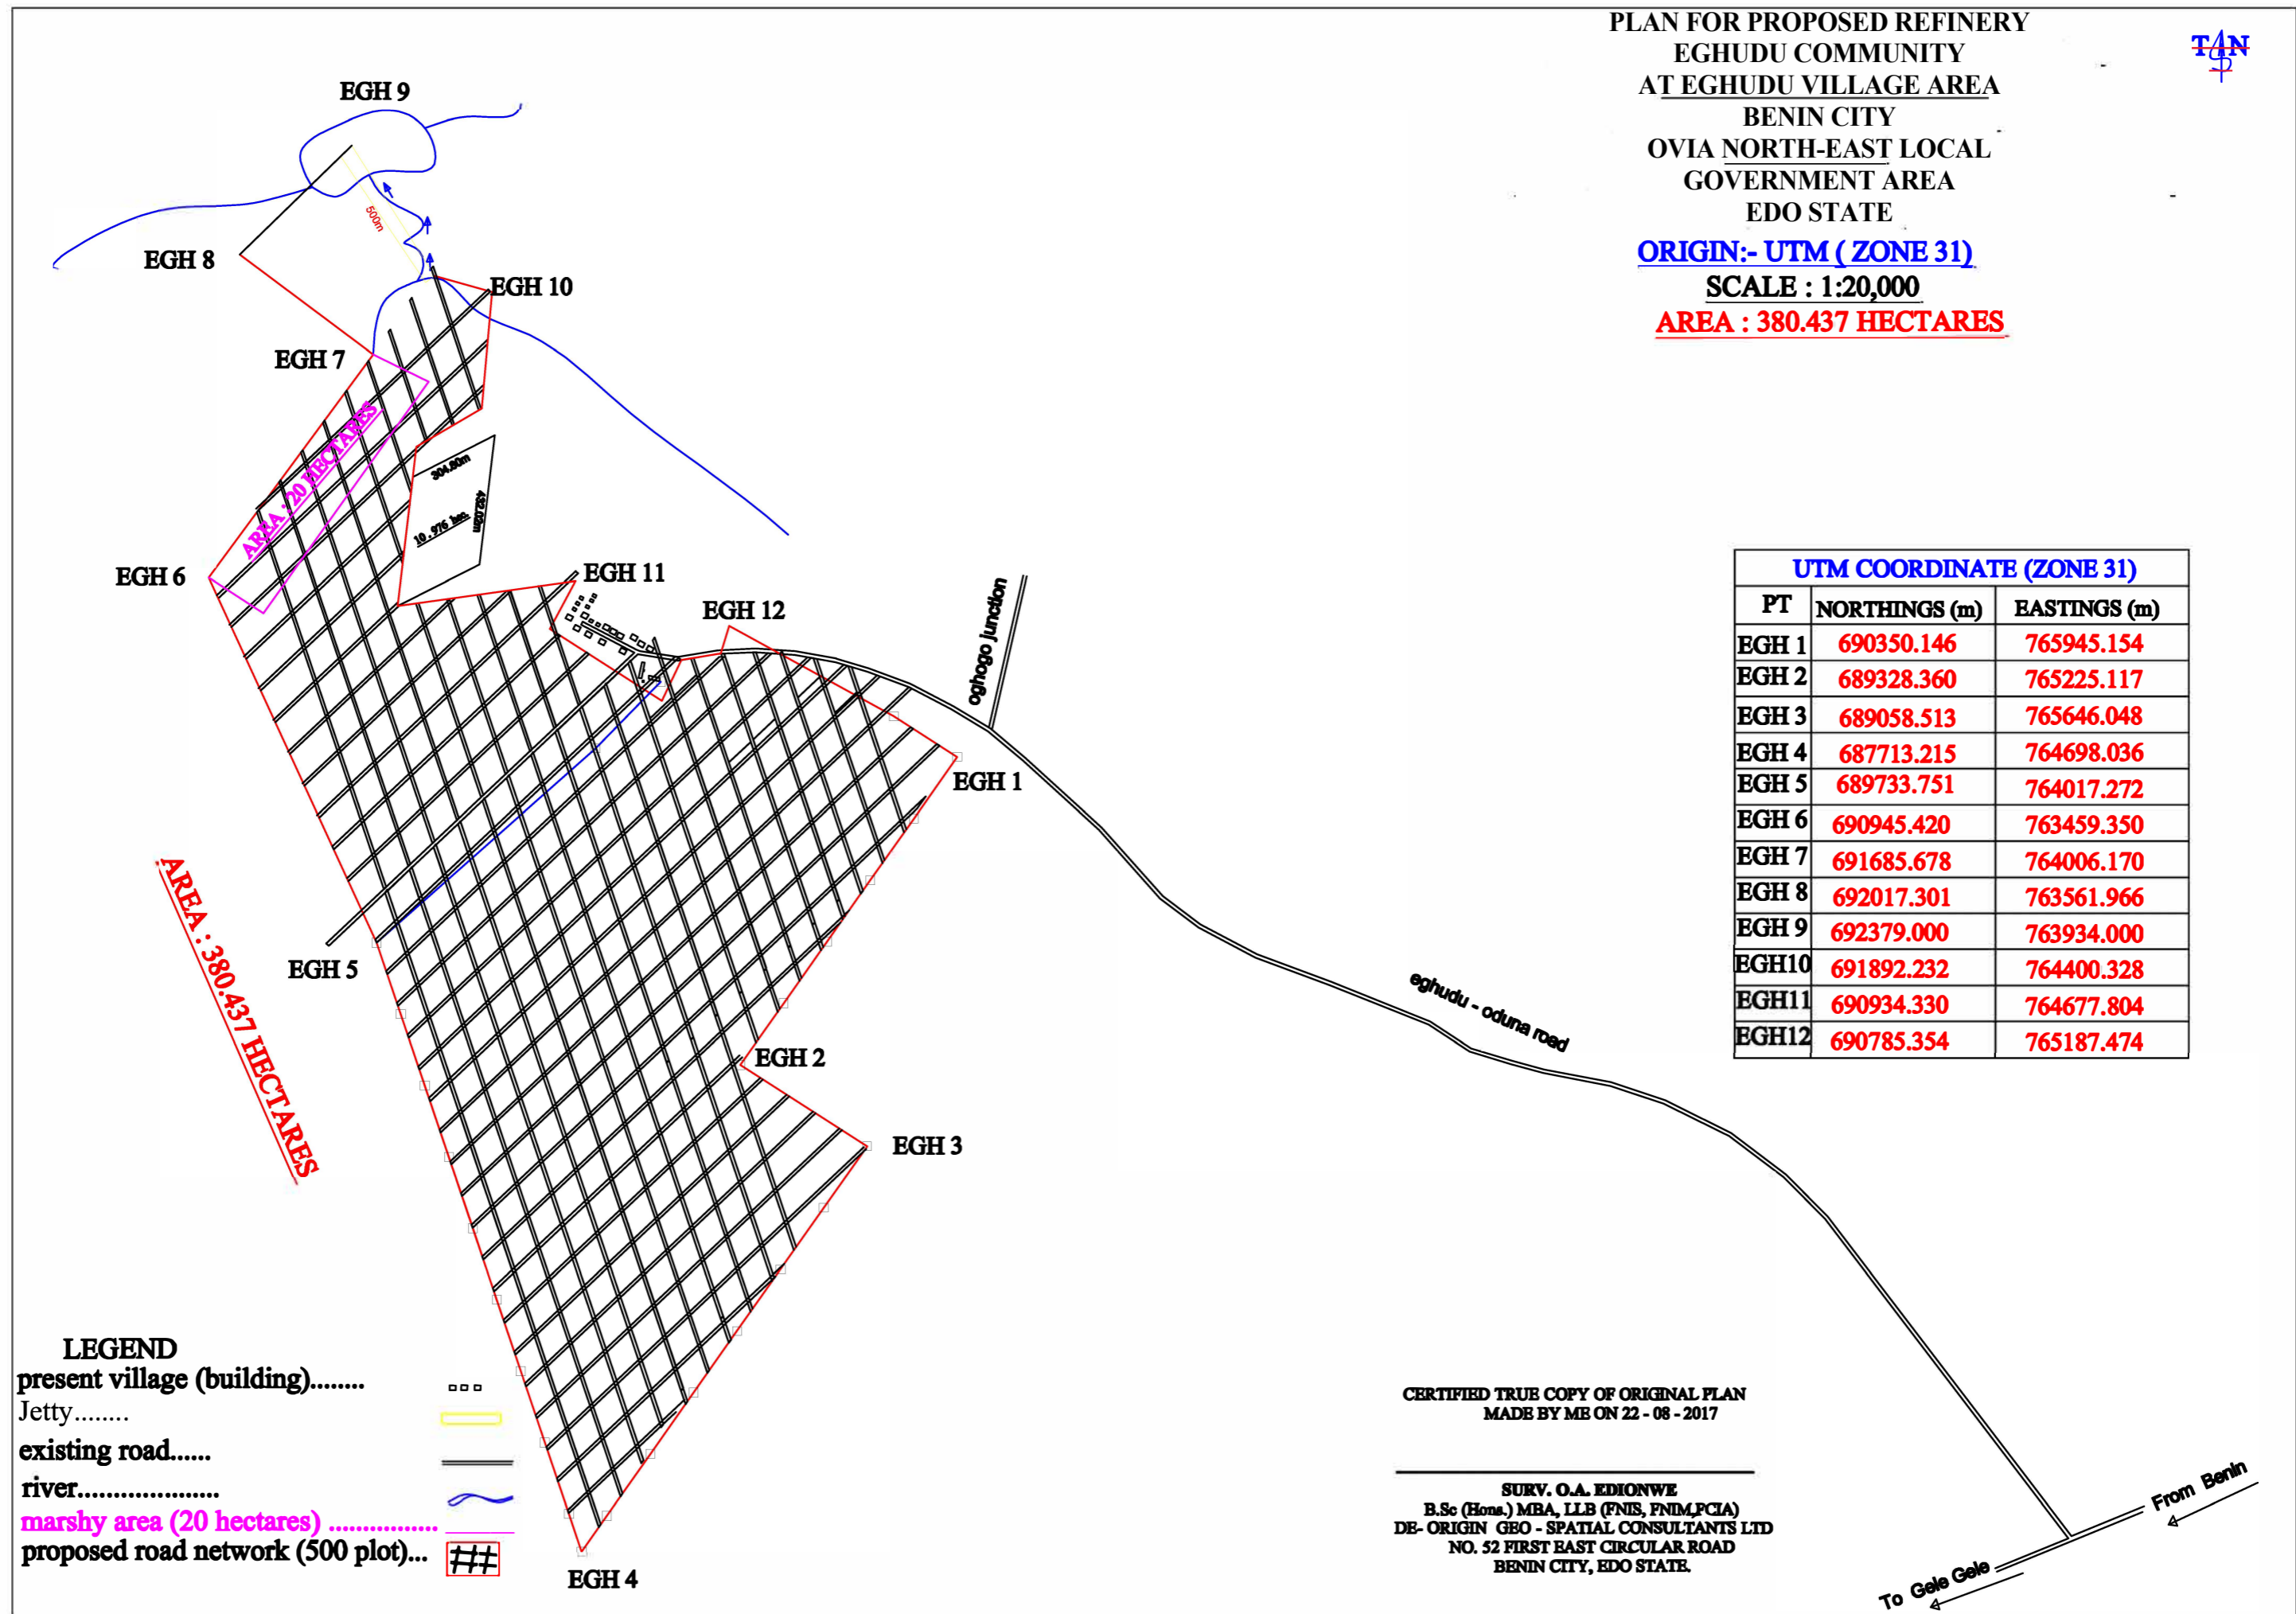 PLAN FOR PROPOSED REFINERY
EGHUDU COMMUNITY
AT EGHUDU VILLAGE AREA
BENIN CITY
OVIA NORTH-EAST LOCAL
GOVERNMENT AREA
EDO STATE
ORIGIN:- UTM ( ZONE 31)
SCALE : 1:20,000
AREA : 380.437 HECTARES
EGH 9
500m
EGH 8
EGH 10
EGH 7
AREA : 20 HECTARES
304.80m
432.02m
10 . 976 hec.
EGH 6
EGH 11
EGH 12
oghogo junction
EGH 1
EGH 5
AREA : 380.437 HECTARES
EGH 2
EGH 3
EGH 4
eghudu - oduna road
From Benin
To Gele Gele
UTM COORDINATE (ZONE 31)
PT NORTHINGS (m) EASTINGS (m)
EGH 1 690350.146 765945.154
EGH 2 689328.360 765225.117
EGH 3 689058.513 765646.048
EGH 4 687713.215 764698.036
EGH 5 689733.751 764017.272
EGH 6 690945.420 763459.350
EGH 7 691685.678 764006.170
EGH 8 692017.301 763561.966
EGH 9 692379.000 763934.000
EGH10 691892.232 764400.328
EGH11 690934.330 764677.804
EGH12 690785.354 765187.474
LEGEND
present village (building)........
Jetty........
existing road......
river....................
marshy area (20 hectares) ................
proposed road network (500 plot)...
CERTIFIED TRUE COPY OF ORIGINAL PLAN
MADE BY ME ON 22 - 08 - 2017
SURV. O.A. EDIONWE
B.Sc (Hons.) MBA, LLB (FNIS, FNIM,FCIA)
DE- ORIGIN GEO - SPATIAL CONSULTANTS LTD
NO. 52 FIRST EAST CIRCULAR ROAD
BENIN CITY, EDO STATE.